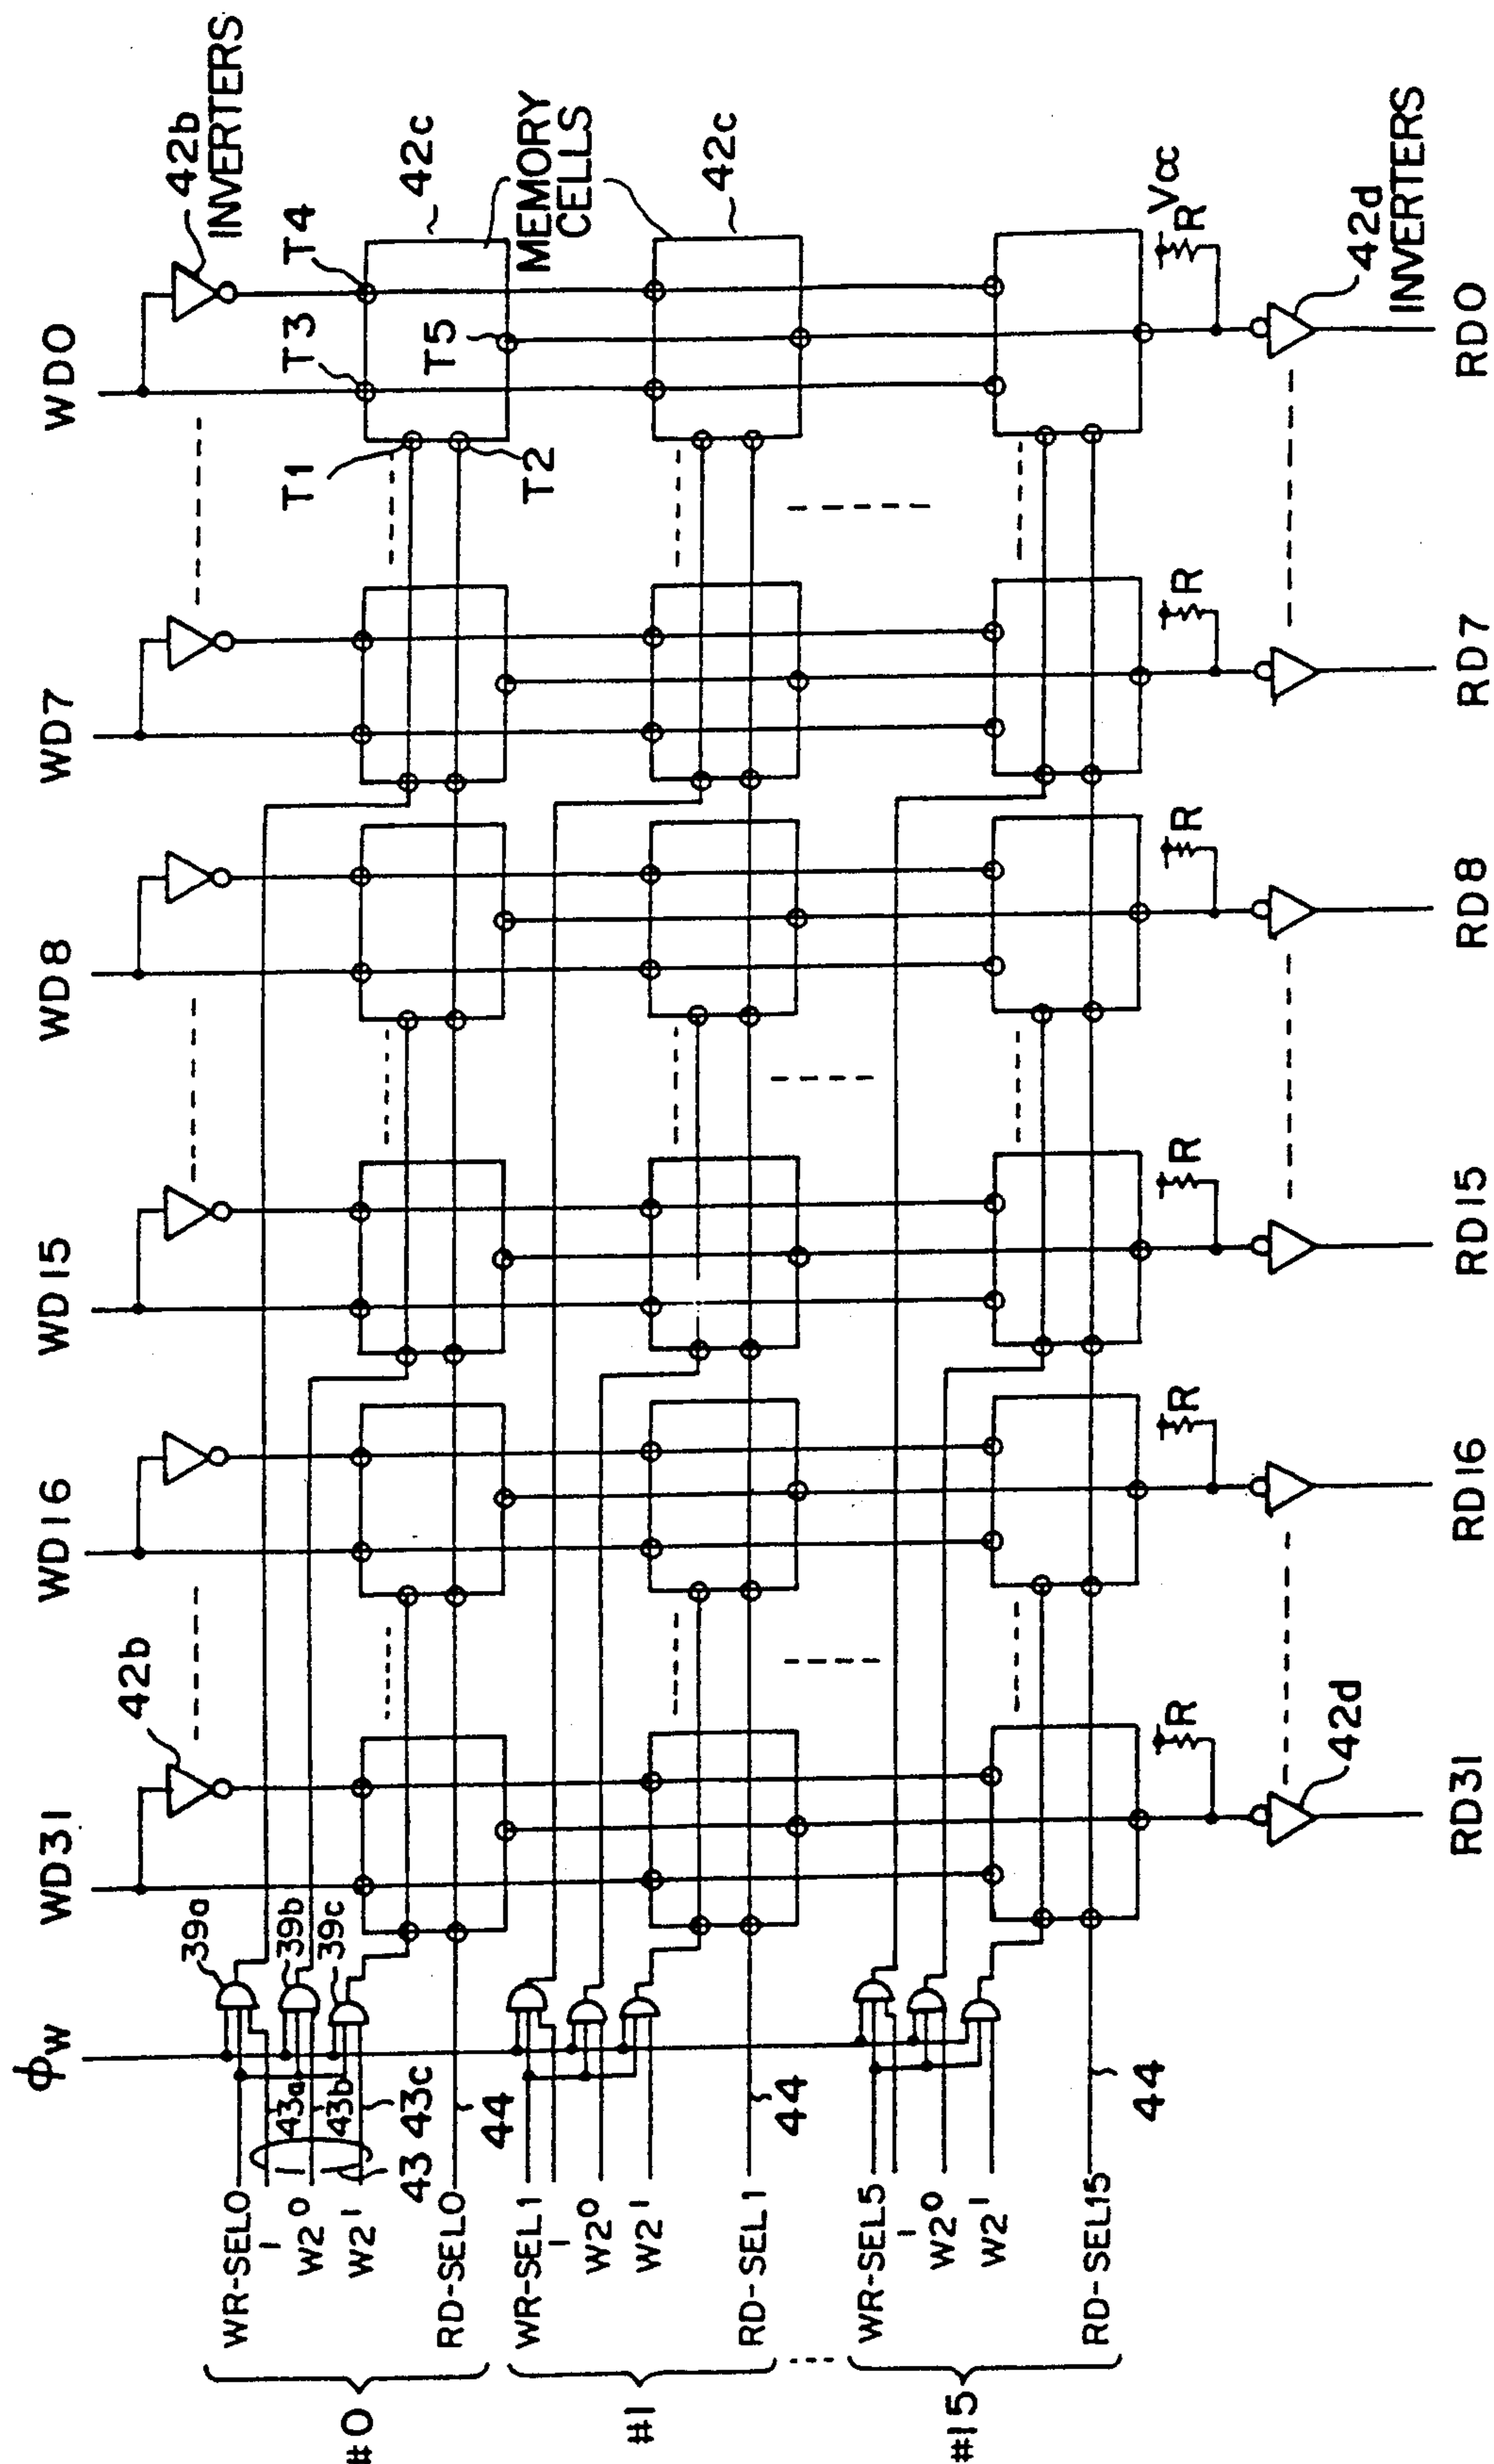 WD31
WD16
WD15
WD8
WD7
WD0
42b
42b
INVERTERS
T3
T4
T1
T2
T5
42c
MEMORY
CELLS
42c
ϕW
39a
39b
39c
43a
43b
43c
43
44
44
44
WR-SEL0
1
W2⁰
W2¹
RD-SEL0
#0
WR-SEL1
1
W2⁰
W2¹
RD-SEL1
#1
WR-SEL5
1
W2⁰
W2¹
RD-SEL15
#15
R
R
R
R
R
R
Vcc
42d
42d
INVERTERS
RD31
RD16
RD15
RD8
RD7
RD0